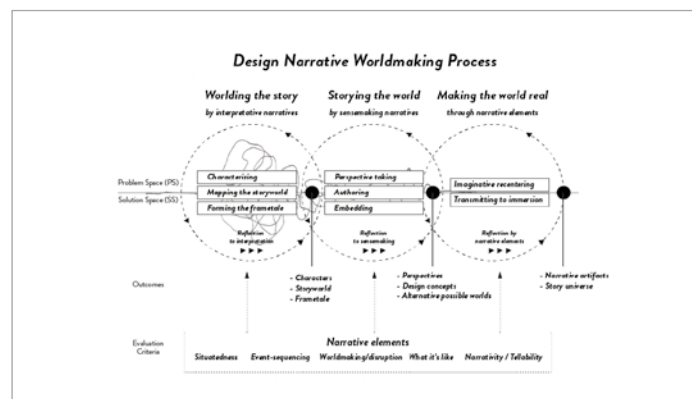 Design Narrative Worldmaking Process
Worlding the story
by interpretative narratives
Storying the world
by sensemaking narratives
Making the world real
through narrative elements
Problem Space (PS)
Solution Space (SS)
Characterising
Mapping the storyworld
Forming the frametale
Perspective taking
Authoring
Embedding
Imaginative recentering
Transmitting to immersion
Reflection
to interpretation
Reflection
to sensemaking
Reflection by
narrative elements
Outcomes
- Characters
- Storyworld
- Frametale
- Perspectives
- Design concepts
- Alternative possible worlds
- Narrative artifacts
- Story universe
Evaluation
Criteria
Narrative elements
Situatedness Event-sequencing Worldmaking/disruption What it's like Narrativity / Tellability